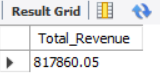 Result Grid
Total_Revenue
817860.05